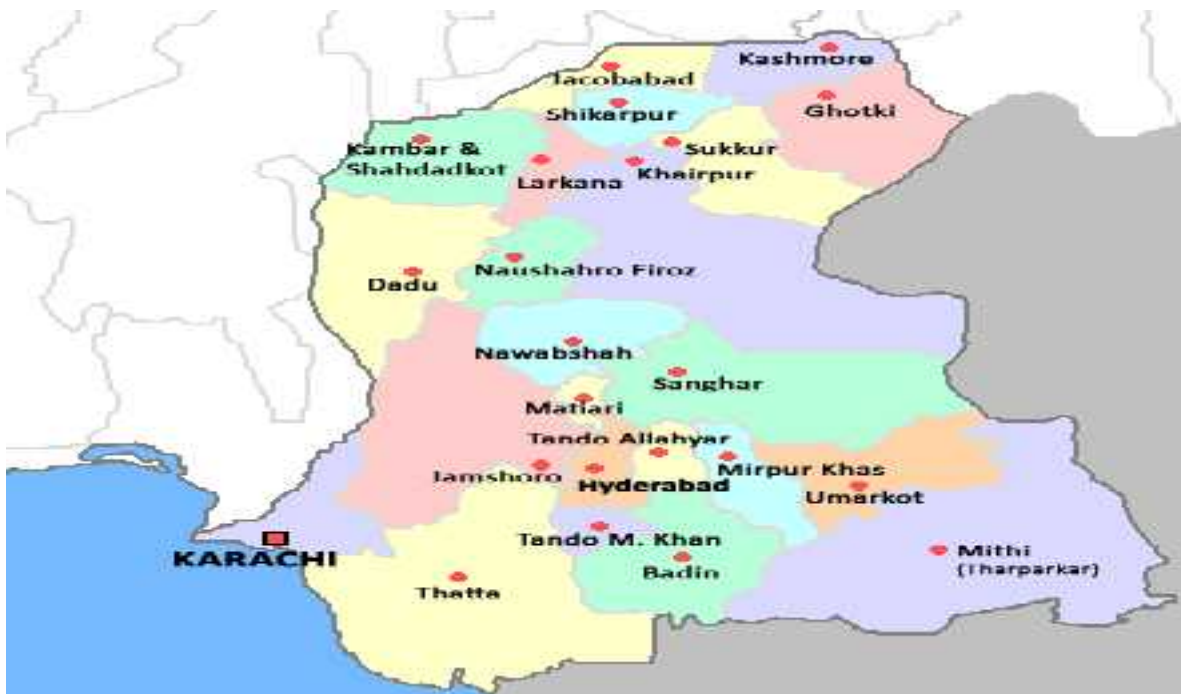 Kashmore
Jacobabad
Ghotki
Shikarpur
Sukkur
Kambar &
Shahdadkot
Khairpur
Larkana
Naushahro Firoz
Dadu
Nawabshah
Sanghar
Matiari
Tando Allahyar
Jamshoro
Mirpur Khas
Hyderabad
Umarkot
Tando M. Khan
KARACHI
Mithi
(Tharparkar)
Badin
Thatta